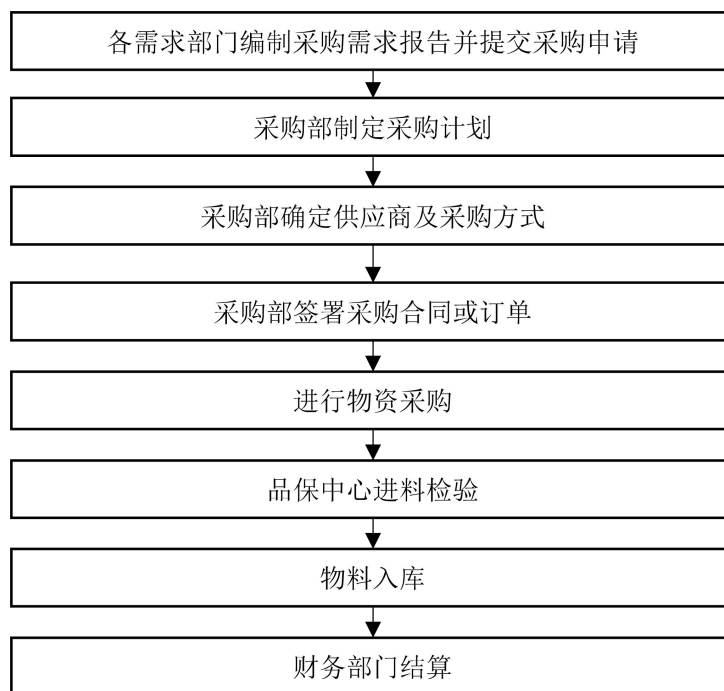 各需求部门编制采购需求报告并提交采购申请
采购部制定采购计划
采购部确定供应商及采购方式
采购部签署采购合同或订单
进行物资采购
品保中心进料检验
物料入库
财务部门结算